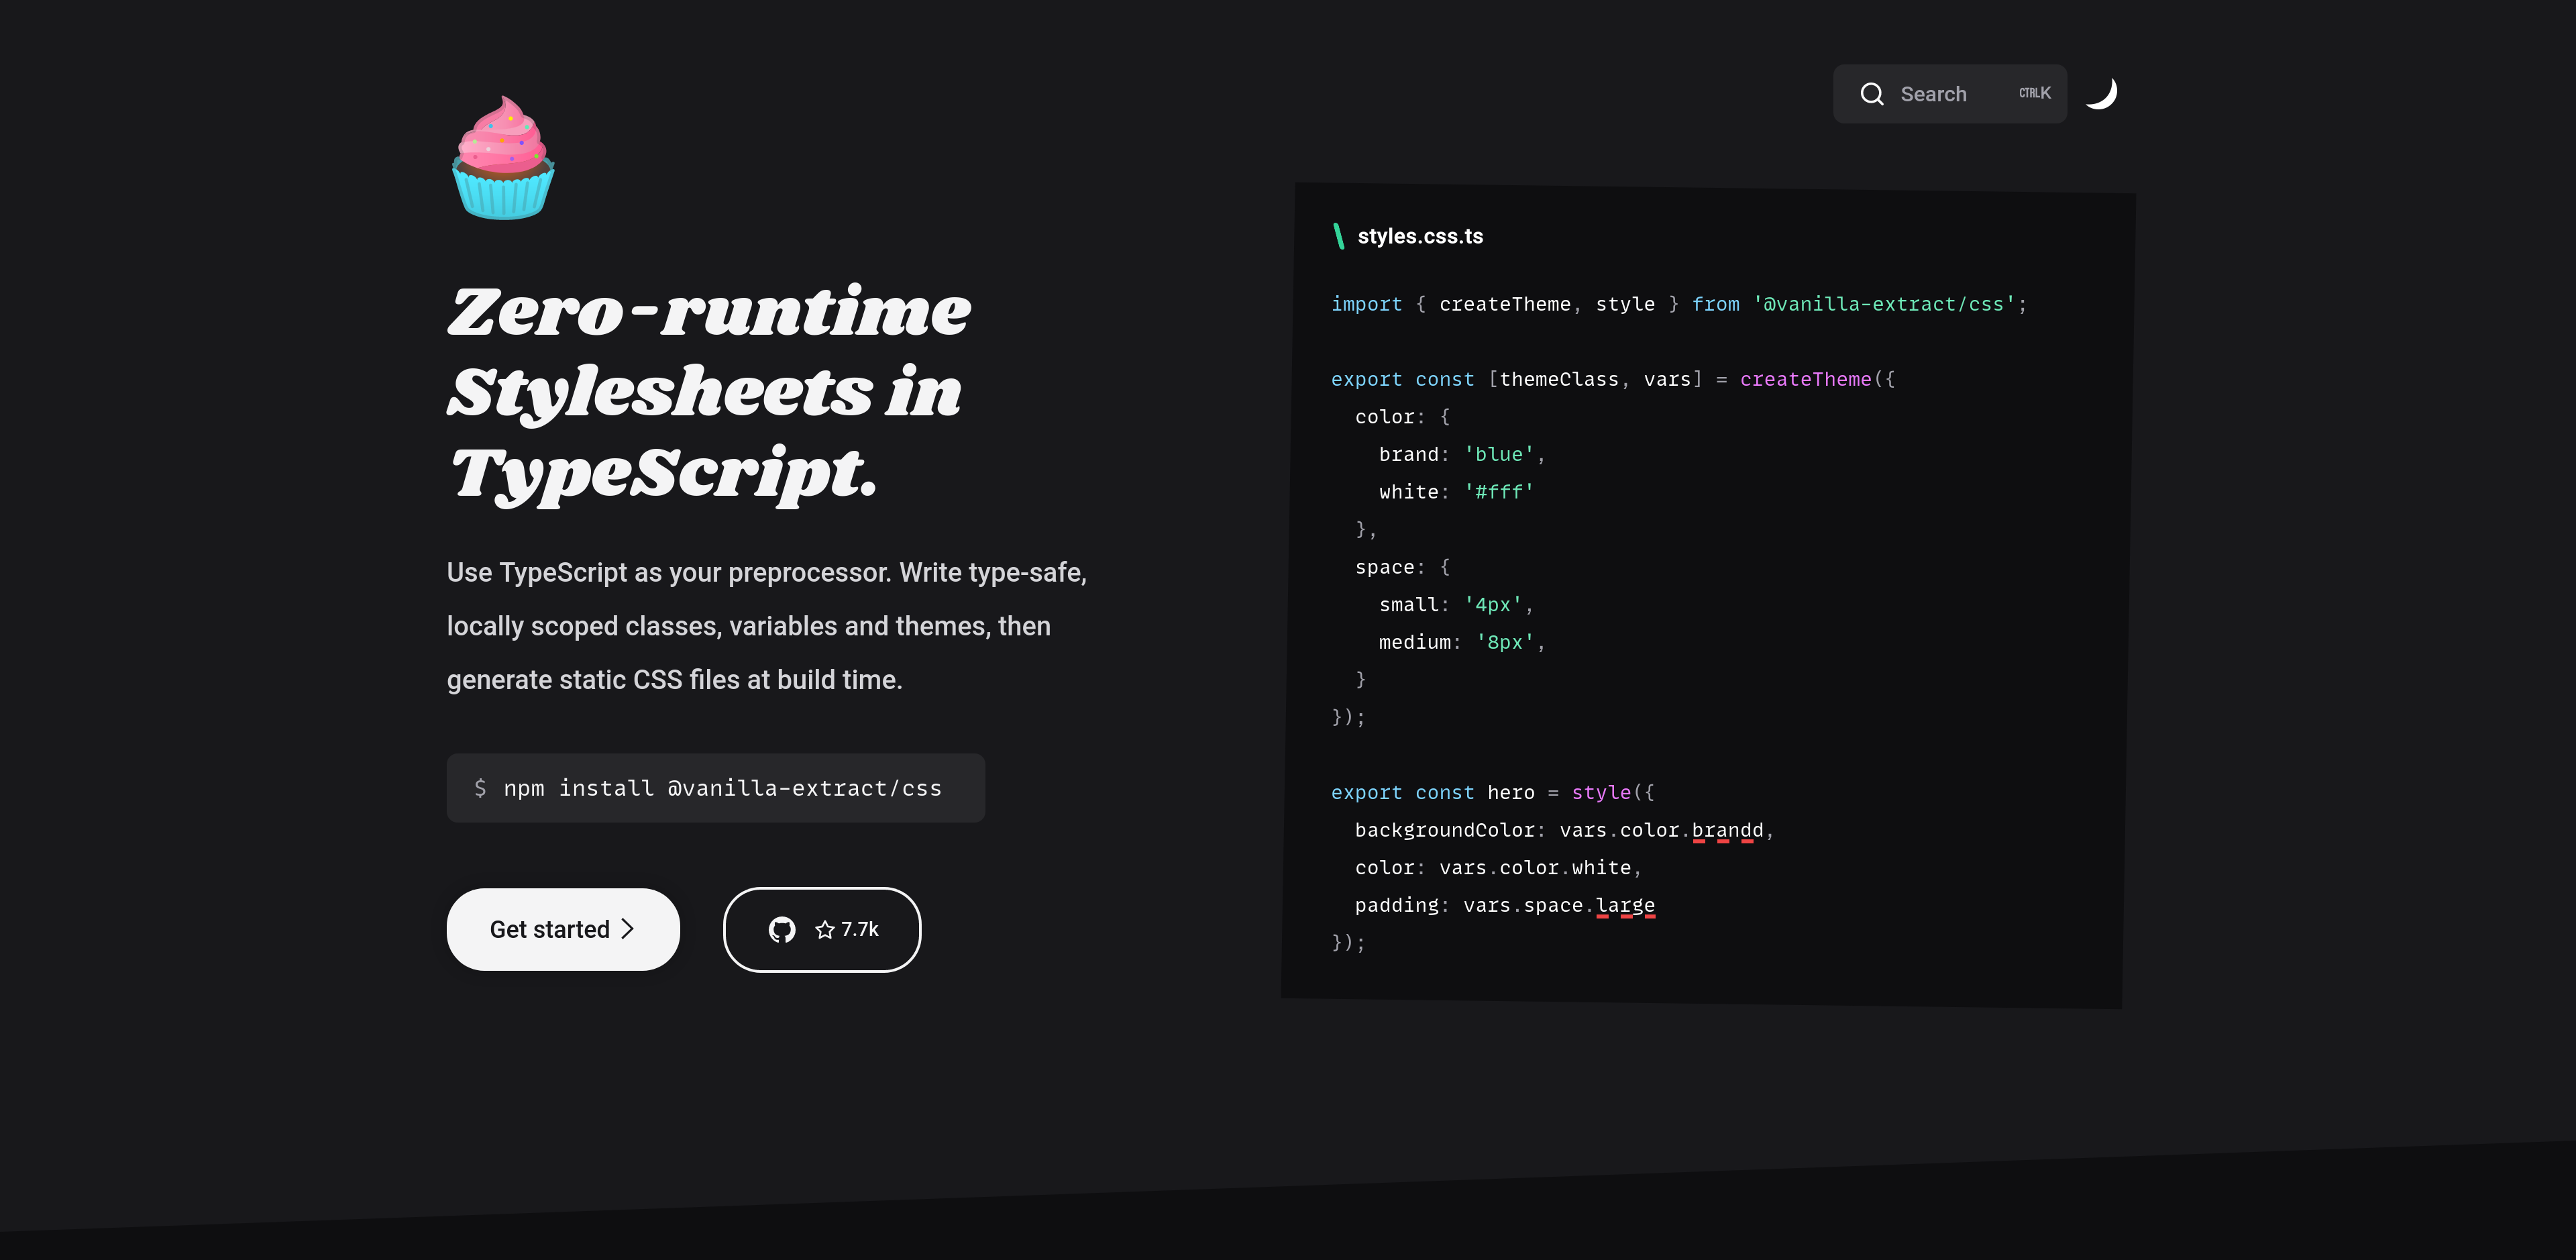 Search CTRL K
Zero-runtime
Stylesheets in
TypeScript.
Use TypeScript as your preprocessor. Write type-safe,
locally scoped classes, variables and themes, then
generate static CSS files at build time.
$ npm install @vanilla-extract/css
Get started
7.7k
styles.css.ts
import { createTheme, style } from '@vanilla-extract/css';
export const [themeClass, vars] = createTheme({
  color: {
    brand: 'blue',
    white: '#fff'
  },
  space: {
    small: '4px',
    medium: '8px',
  }
});
export const hero = style({
  backgroundColor: vars.color.brandd,
  color: vars.color.white,
  padding: vars.space.large
});